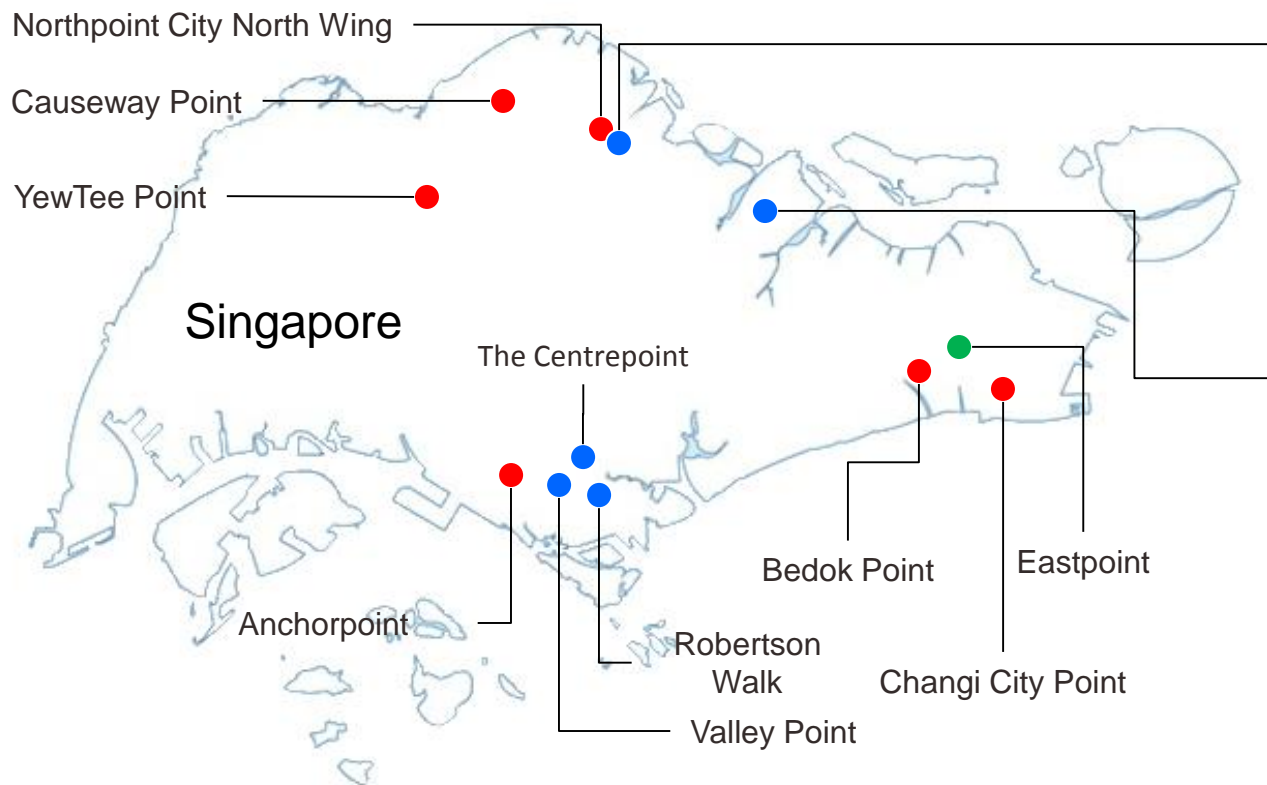 Northpoint City North Wing
Causeway Point
YewTee Point
Singapore
The Centrepoint
Bedok Point
Eastpoint
Anchorpoint
Robertson
Walk
Changi City Point
Valley Point